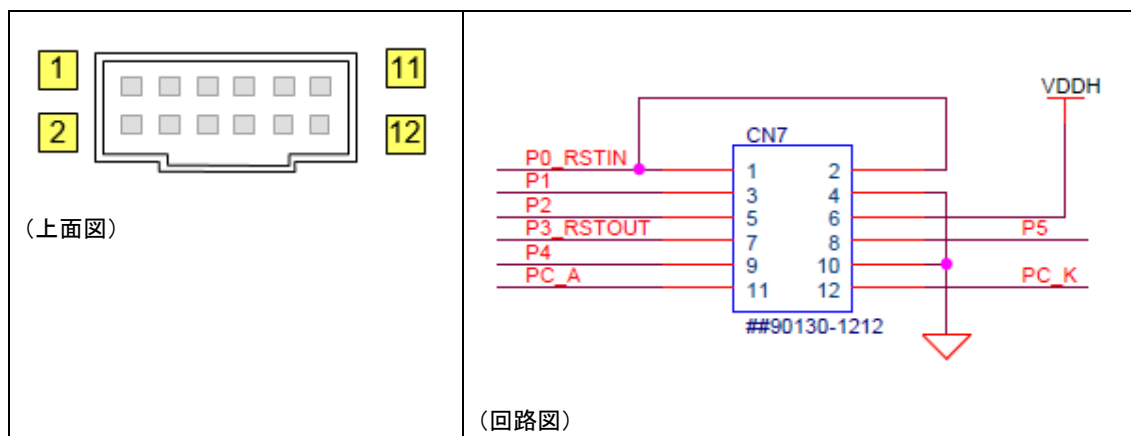 1
11
2
12
(上面図)
VDDH
CN7
P0_RSTIN
1 2
P1
3 4
P2
5 6
P3_RSTOUT
7 8
P5
P4
9 10
PC_A
11 12
PC_K
##90130-1212
(回路図)